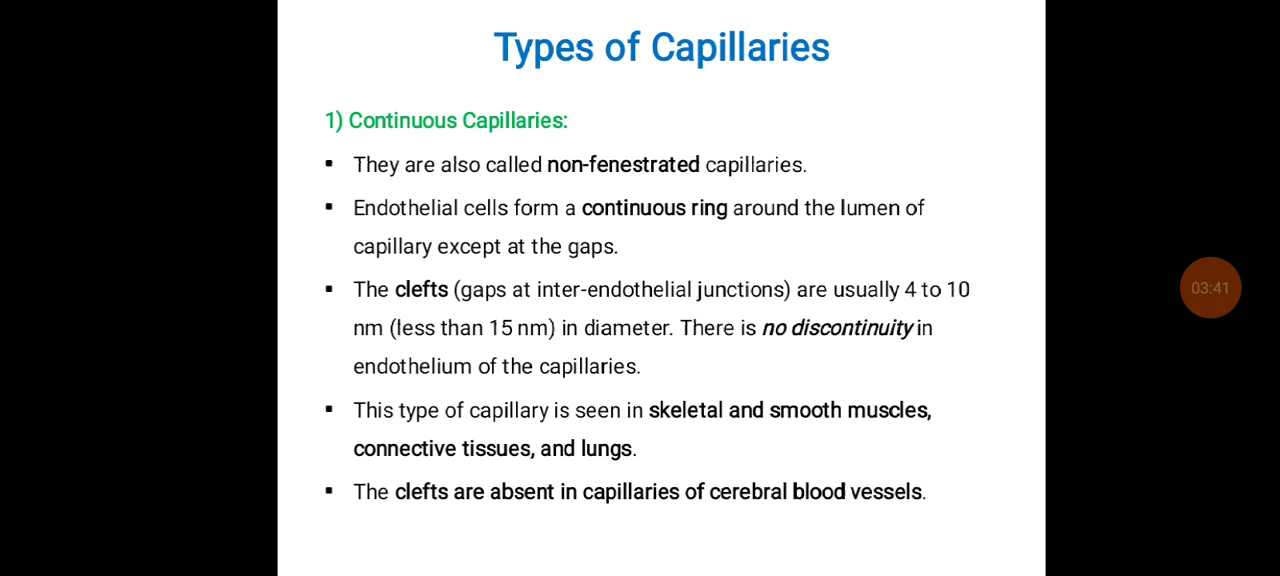 Types of Capillaries
1) Continuous Capillaries:
▪ They are also called non-fenestrated capillaries.
▪ Endothelial cells form a continuous ring around the lumen of
capillary except at the gaps.
▪ The clefts (gaps at inter-endothelial junctions) are usually 4 to 10
nm (less than 15 nm) in diameter. There is no discontinuity in
endothelium of the capillaries.
▪ This type of capillary is seen in skeletal and smooth muscles,
connective tissues, and lungs.
▪ The clefts are absent in capillaries of cerebral blood vessels.
03:41